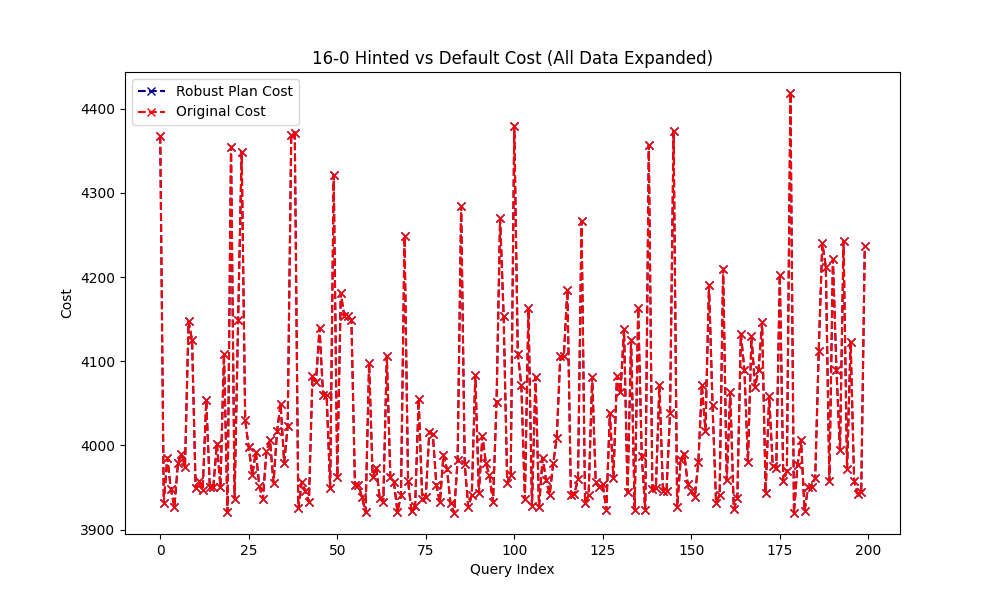 16-0 Hinted vs Default Cost (All Data Expanded)
Robust Plan Cost
Original Cost
4400
4300
4200
4100
4000
3900
Cost
0 25 50 75 100 125 150 175 200
Query Index